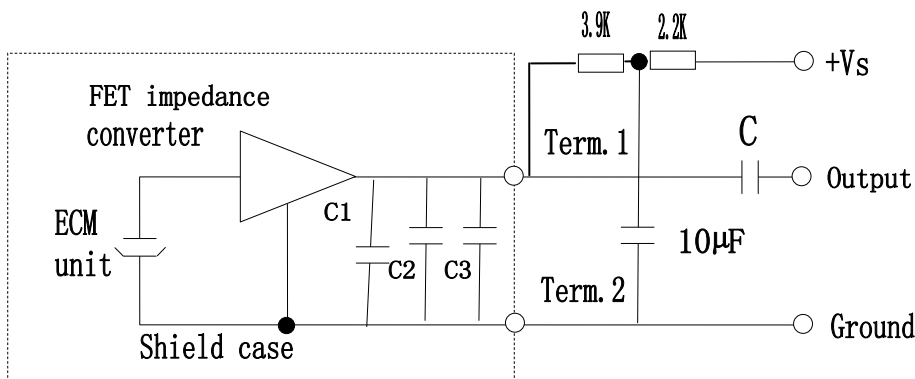 3.9K
2.2K
+Vs
FET impedance
converter
Term.1
C
Output
C1
ECM
unit
C2
C3
10μF
Term.2
Shield case
Ground